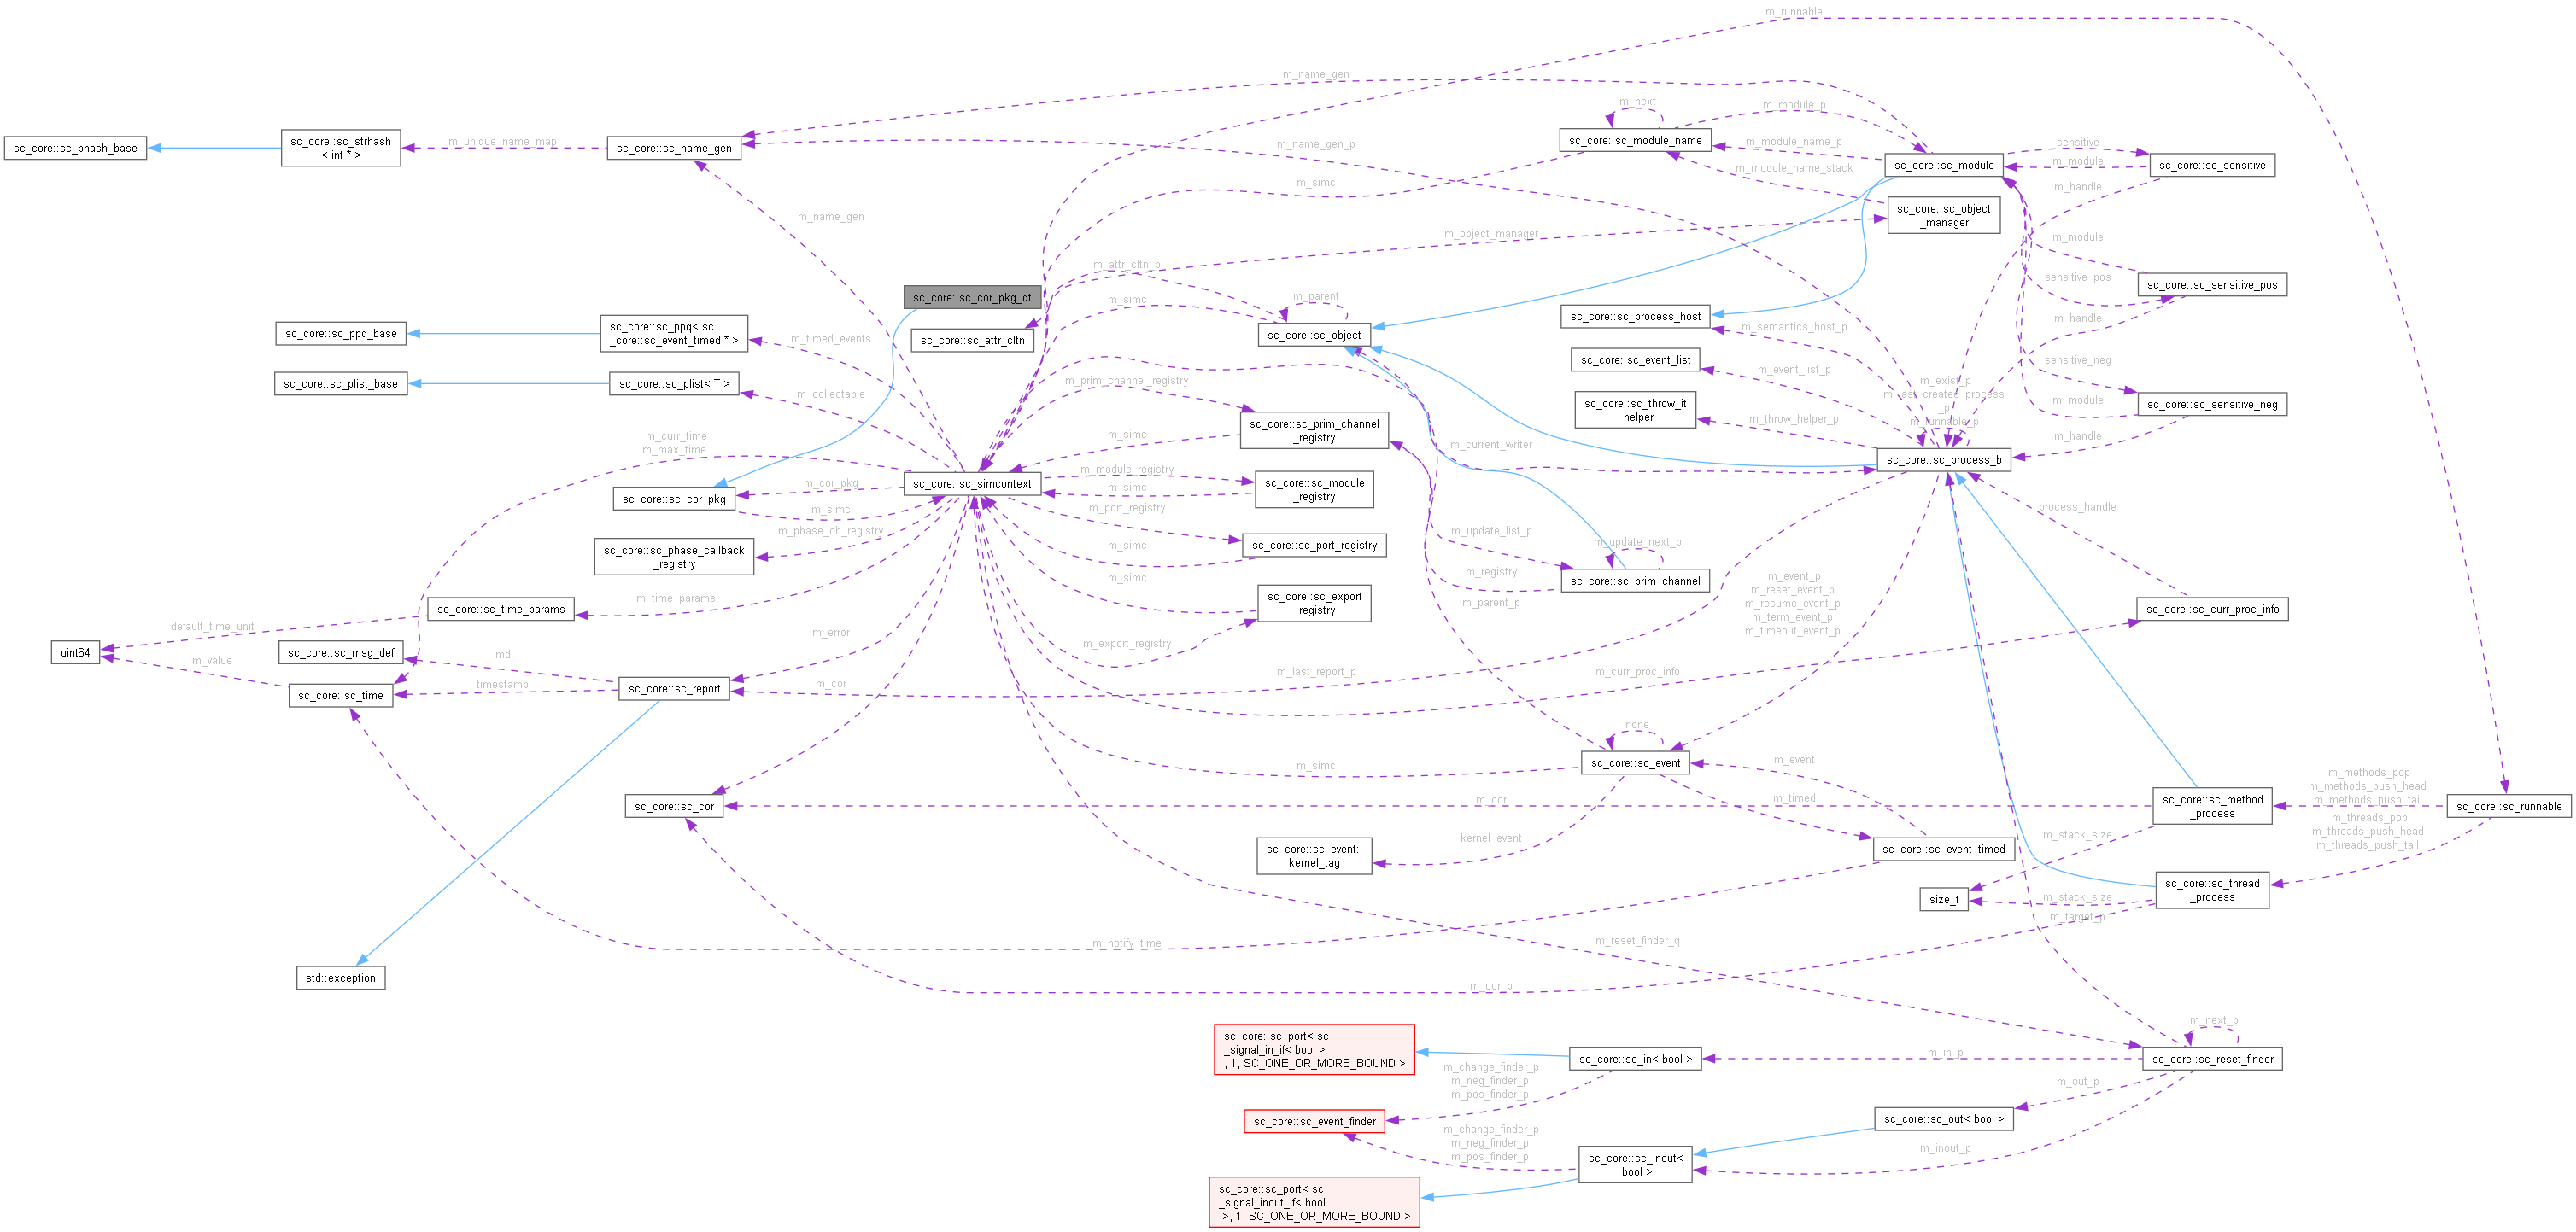 m_runnable
m_name_gen
m_next
m_module_p
sc_core::sc_phash_base
sc_core::sc_strhash
< int * >
m_unique_name_map
sc_core::sc_name_gen
m_name_gen_p
sc_core::sc_module_name
m_module_name_p
sensitive
m_module
sc_core::sc_module
sc_core::sc_sensitive
m_simc
m_module_name_stack
m_handle
m_name_gen
sc_core::sc_object
_manager
m_object_manager
m_module
m_attr_cltn_p
sensitive_pos
sc_core::sc_sensitive_pos
sc_core::sc_cor_pkg_qt
m_simc
m_parent
sc_core::sc_process_host
m_handle
sc_core::sc_ppq_base
sc_core::sc_ppq< sc
_core::sc_event_timed * >
m_timed_events
sc_core::sc_attr_cltn
sc_core::sc_object
m_semantics_host_p
sc_core::sc_event_list
m_event_list_p
sensitive_neg
sc_core::sc_plist_base
sc_core::sc_plist< T >
m_collectable
m_prim_channel_registry
m_exist_p
m_last_created_process
_p
m_runnable_p
m_module
sc_core::sc_sensitive_neg
sc_core::sc_throw_it
_helper
m_throw_helper_p
sc_core::sc_prim_channel
_registry
m_simc
m_handle
m_curr_time
m_max_time
m_current_writer
sc_core::sc_process_b
m_module_registry
m_cor_pkg
sc_core::sc_simcontext
m_simc
sc_core::sc_module
_registry
sc_core::sc_cor_pkg
m_simc
m_port_registry
process_handle
m_phase_cb_registry
sc_core::sc_phase_callback
_registry
m_simc
sc_core::sc_port_registry
m_update_list_p
m_update_next_p
m_registry
sc_core::sc_prim_channel
m_simc
sc_core::sc_export
_registry
m_parent_p
m_event_p
m_reset_event_p
m_resume_event_p
m_term_event_p
m_timeout_event_p
sc_core::sc_time_params
m_time_params
sc_core::sc_curr_proc_info
default_time_unit
m_error
m_export_registry
uint64
sc_core::sc_msg_def
md
m_value
timestamp
m_cor
m_last_report_p
m_curr_proc_info
sc_core::sc_time
sc_core::sc_report
none
m_simc
sc_core::sc_event
m_event
m_methods_pop
m_methods_push_head
m_methods_push_tail
sc_core::sc_cor
m_cor
m_timed
sc_core::sc_method
_process
sc_core::sc_runnable
m_threads_pop
m_threads_push_head
m_threads_push_tail
kernel_event
m_stack_size
sc_core::sc_event::
kernel_tag
sc_core::sc_event_timed
sc_core::sc_thread
_process
size_t
m_stack_size
m_target_p
m_notify_time
m_reset_finder_q
std::exception
m_cor_p
m_next_p
sc_core::sc_port< sc
_signal_in_if< bool >
, 1, SC_ONE_OR_MORE_BOUND >
sc_core::sc_in< bool >
m_in_p
sc_core::sc_reset_finder
m_change_finder_p
m_neg_finder_p
m_pos_finder_p
m_out_p
sc_core::sc_event_finder
sc_core::sc_out< bool >
m_change_finder_p
m_neg_finder_p
m_pos_finder_p
sc_core::sc_inout<
bool >
m_inout_p
sc_core::sc_port< sc
_signal_inout_if< bool
>, 1, SC_ONE_OR_MORE_BOUND >